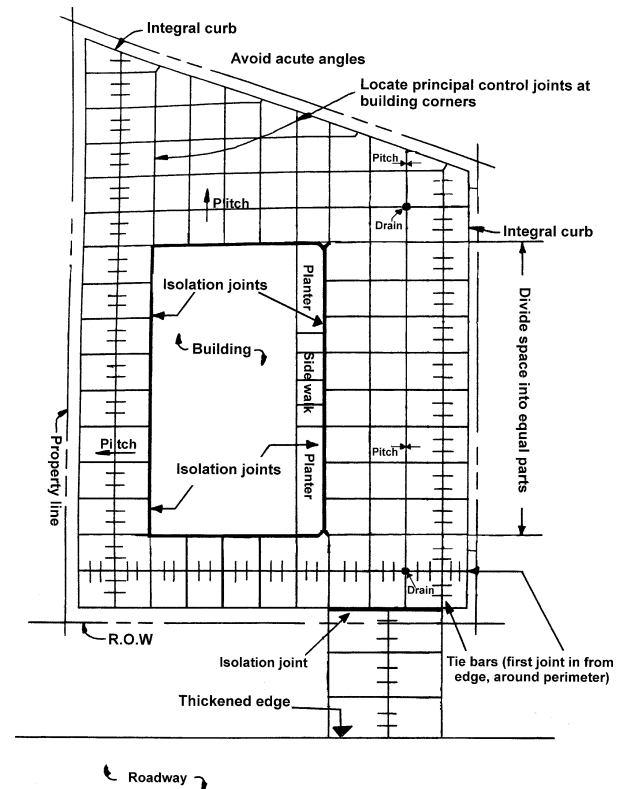 Integral curb
Avoid acute angles
Locate principal control joints at
building corners
Pitch
Pitch
Drain
Integral curb
Isolation joints
Planter
Building
Side walk
Divide space into equal parts
Pitch
Pitch
Isolation joints
Planter
Property line
Drain
R.O.W
Isolation joint
Tie bars (first joint in from
edge, around perimeter)
Thickened edge
Roadway